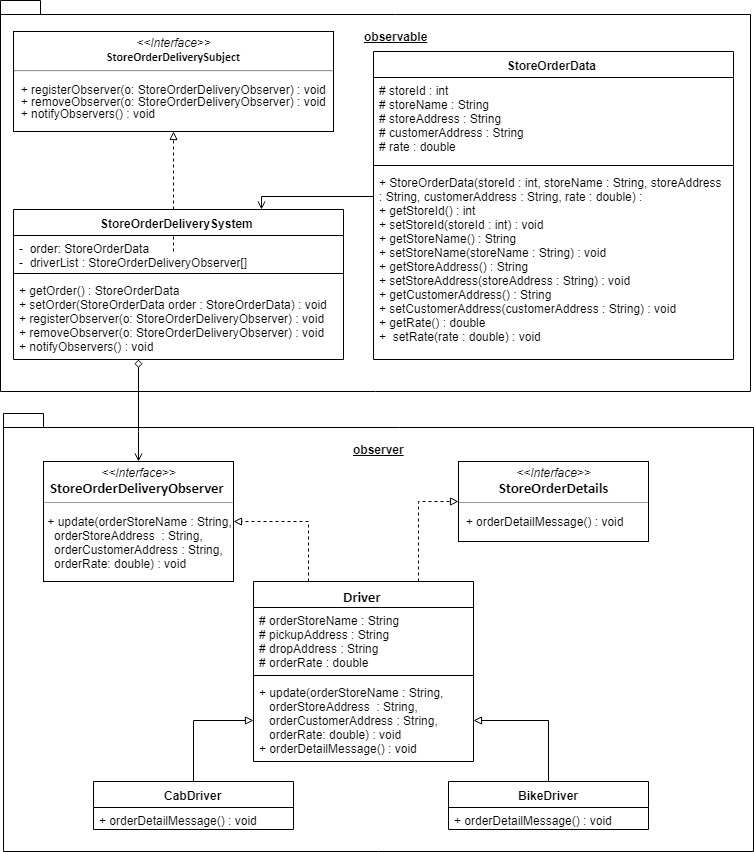 observable
<<Interface>>
StoreOrderDeliverySubject
+ registerObserver(o: StoreOrderDeliveryObserver) : void
+ removeObserver(o: StoreOrderDeliveryObserver) : void
+ notifyObservers() : void
StoreOrderData
# storeId : int
# storeName : String
# storeAddress : String
# customerAddress : String
# rate : double
+ StoreOrderData(storeId : int, storeName : String, storeAddress
: String, customerAddress : String, rate : double) :
+ getStoreId() : int
+ setStoreId(storeId : int) : void
+ getStoreName() : String
+ setStoreName(storeName : String) : void
+ getStoreAddress() : String
+ setStoreAddress(storeAddress : String) : void
+ getCustomerAddress() : String
+ setCustomerAddress(customerAddress : String) : void
+ getRate() : double
+ setRate(rate : double) : void
StoreOrderDeliverySystem
- order: StoreOrderData
- driverList : StoreOrderDeliveryObserver[]
+ getOrder() : StoreOrderData
+ setOrder(StoreOrderData order : StoreOrderData) : void
+ registerObserver(o: StoreOrderDeliveryObserver) : void
+ removeObserver(o: StoreOrderDeliveryObserver) : void
+ notifyObservers() : void
observer
<<Interface>>
StoreOrderDeliveryObserver
+ update(orderStoreName : String,
orderStoreAddress : String,
orderCustomerAddress : String,
orderRate: double) : void
<<Interface>>
StoreOrderDetails
+ orderDetailMessage() : void
Driver
# orderStoreName : String
# pickupAddress : String
# dropAddress : String
# orderRate : double
+ update(orderStoreName : String,
orderStoreAddress : String,
orderCustomerAddress : String,
orderRate: double) : void
+ orderDetailMessage() : void
CabDriver
+ orderDetailMessage() : void
BikeDriver
+ orderDetailMessage() : void